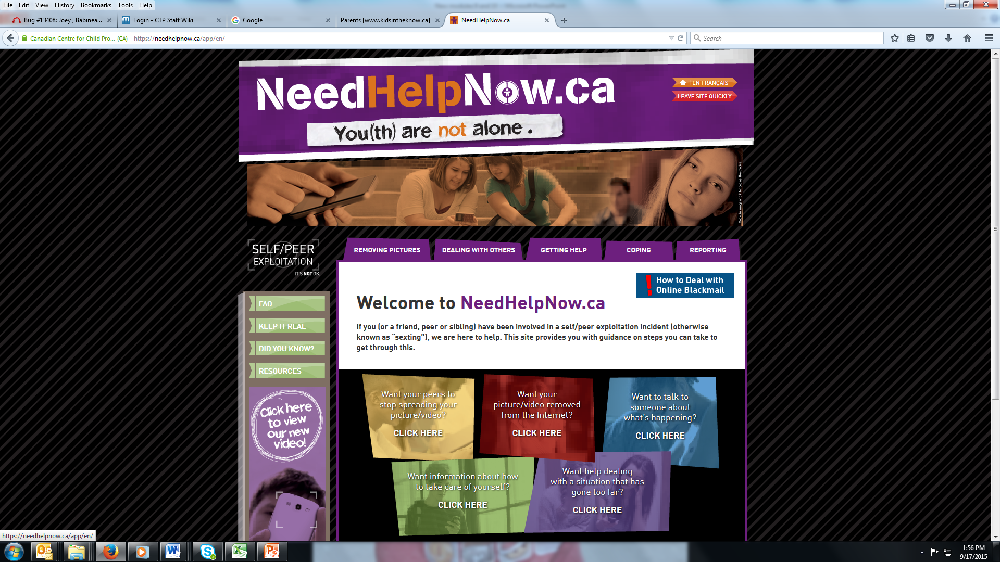 File Edit View History Bookmarks Tools Help
Bug #13408: Joey , Babinea...
Login - C3P Staff Wiki
Google
Parents [www.kidsintheknow.ca]
NeedHelpNow.ca
Canadian Centre for Child Pro... (CA)
https://needhelpnow.ca/app/en/
Search
NeedHelpNow.ca
| EN FRANÇAIS
LEAVE SITE QUICKLY
You(th) are not alone .
Model in image and intended as illustrative.
SELF/PEER
EXPLOITATION
IT'S NOT OK
REMOVING PICTURES
DEALING WITH OTHERS
GETTING HELP
COPING
REPORTING
FAQ
KEEP IT REAL
DID YOU KNOW?
RESOURCES
Click here
to view
our new
video!
! How to Deal with
Online Blackmail
Welcome to NeedHelpNow.ca
If you (or a friend, peer or sibling) have been involved in a self/peer exploitation incident (otherwise
known as “sexting”), we are here to help. This site provides you with guidance on steps you can take to
get through this.
Want your peers to
stop spreading your
picture/video?
CLICK HERE
Want your
picture/video removed
from the Internet?
CLICK HERE
Want to talk to
someone about
what's happening?
CLICK HERE
Want information about how
to take care of yourself?
CLICK HERE
Want help dealing
with a situation that has
gone too far?
CLICK HERE
https://needhelpnow.ca/app/en/
1:56 PM
9/17/2015